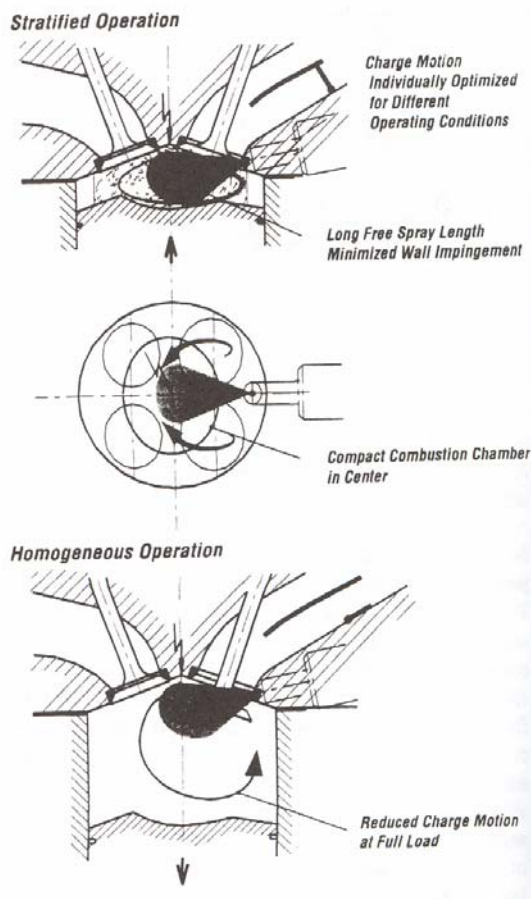 Stratified Operation
Charge Motion
Individually Optimized
for Different
Operating Conditions
Long Free Spray Length
Minimized Wall Impingement
Compact Combustion Chamber
in Center
Homogeneous Operation
Reduced Charge Motion
at Full Load